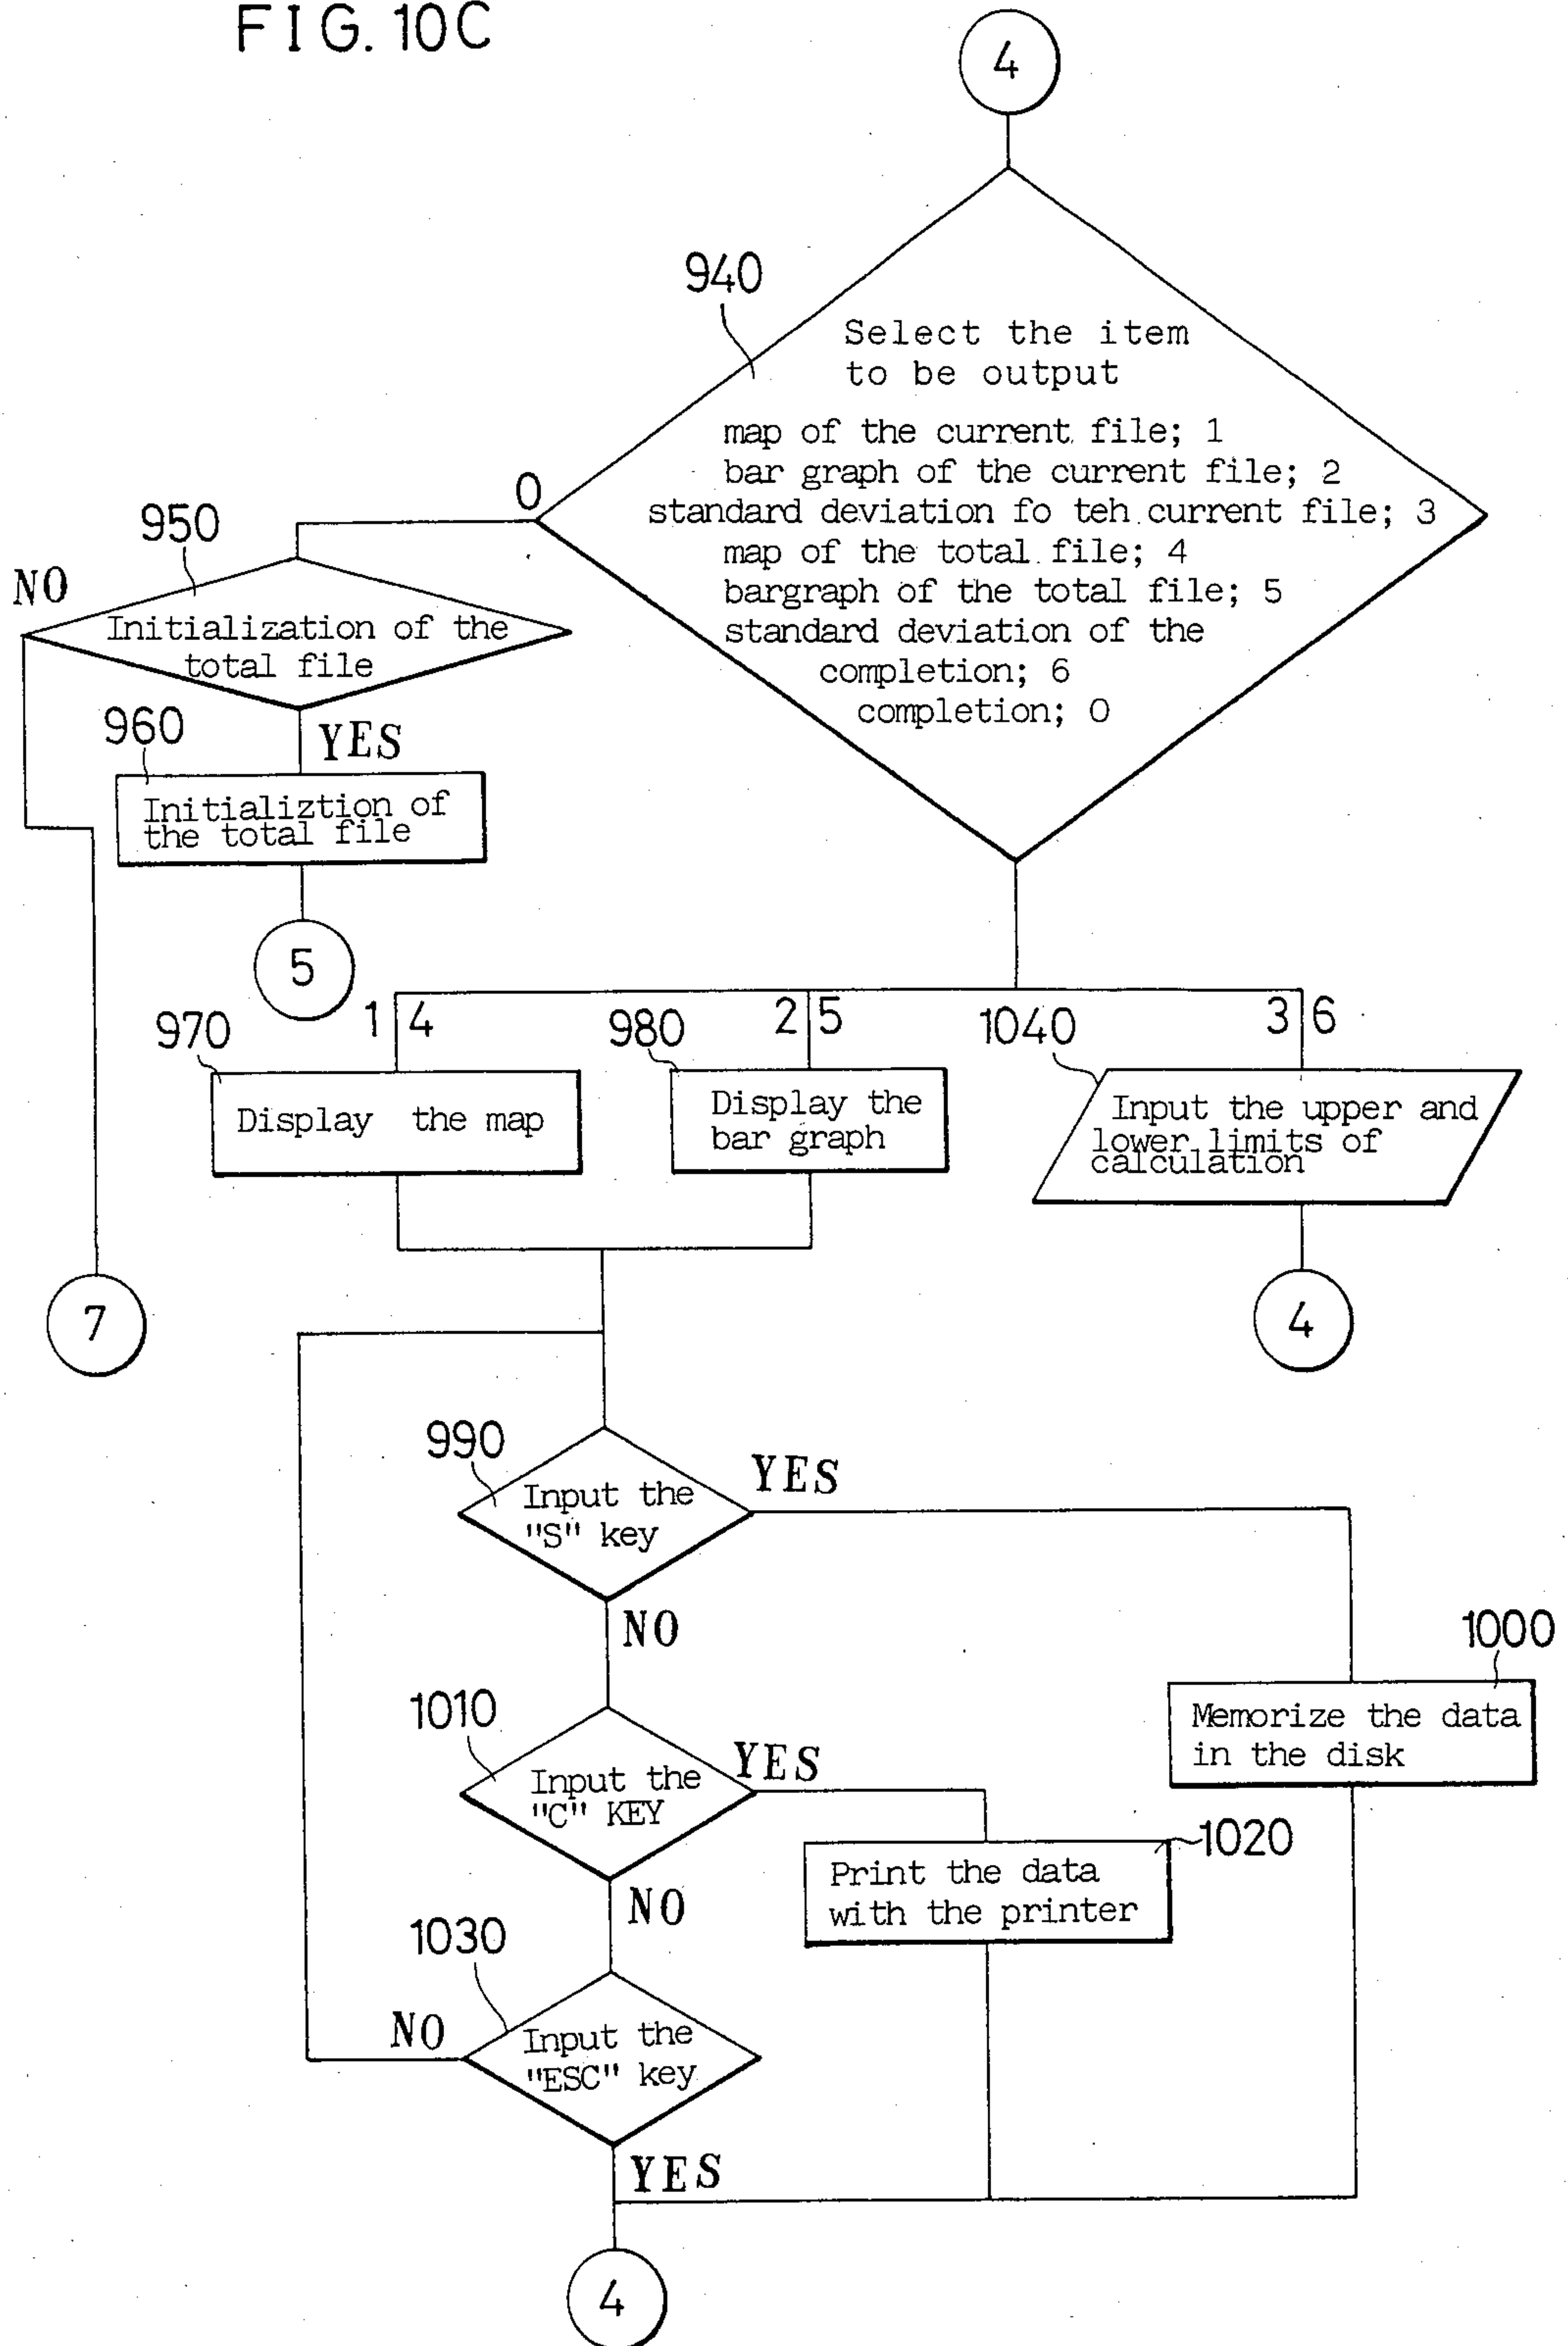 FIG. 10C
4
940
Select the item
to be output
map of the current file; 1
bar graph of the current file; 2
standard deviation fo teh current file; 3
map of the total file; 4
bargraph of the total file; 5
standard deviation of the
completion; 6
completion; 0
0
950
NO
Initialization of the
total file
960
YES
Initializtion of
the total file
5
7
970
1 4
Display the map
980
2 5
Display the
bar graph
1040
3 6
Input the upper and
lower limits of
calculation
4
990
Input the
"S" key
YES
NO
1000
Memorize the data
in the disk
1010
Input the
"C" KEY
YES
NO
1020
Print the data
with the printer
1030
NO
Input the
"ESC" key
YES
4